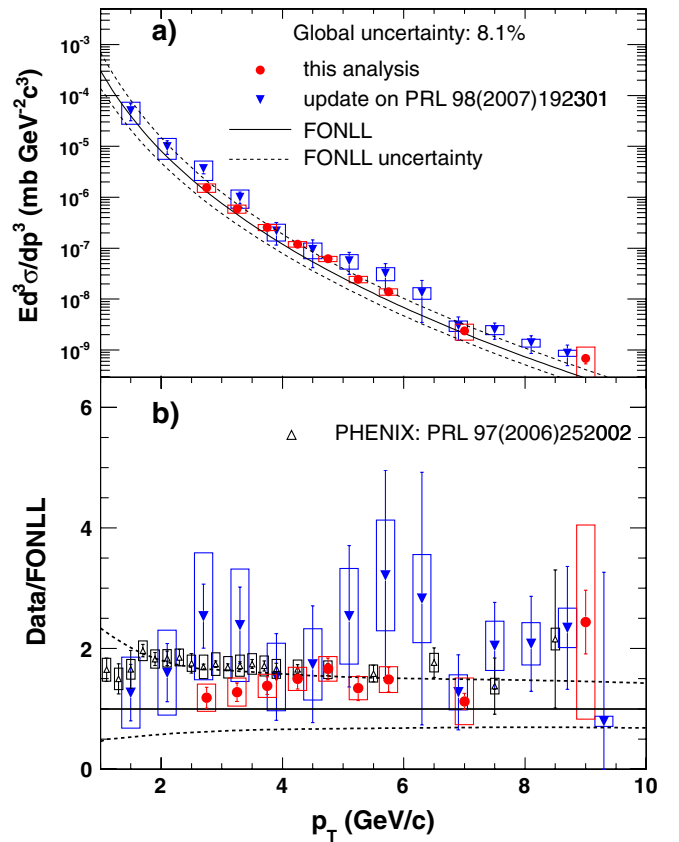 a)
Global uncertainty: 8.1%
this analysis
update on PRL 98(2007)192301
FONLL
FONLL uncertainty
Ed³σ/dp³ (mb GeV⁻²c³)
10⁻³
10⁻⁴
10⁻⁵
10⁻⁶
10⁻⁷
10⁻⁸
10⁻⁹
b)
PHENIX: PRL 97(2006)252002
Data/FONLL
6
4
2
0
2 4 6 8 10
p_T (GeV/c)